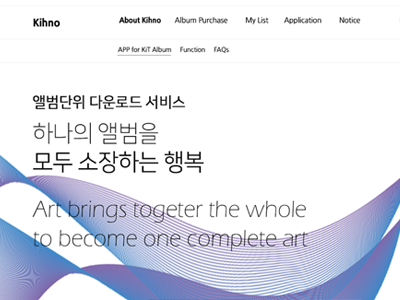 Kihno About Kihno Album Purchase My List Application Notice
APP for KiT Album Function FAQs
앨범단위 다운로드 서비스
하나의 앨범을
모두 소장하는 행복
Art brings togeter the whole
to become one complete art